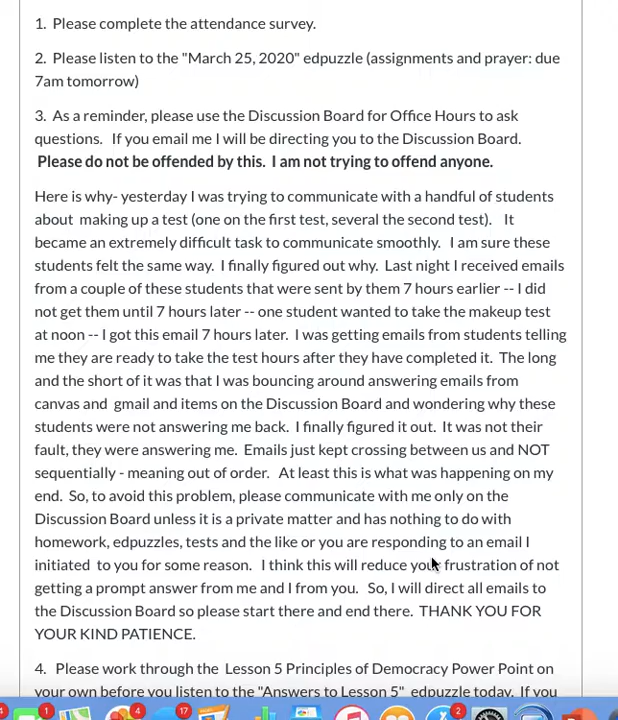 1. Please complete the attendance survey.
2. Please listen to the "March 25, 2020" edpuzzle (assignments and prayer: due
7am tomorrow)
3. As a reminder, please use the Discussion Board for Office Hours to ask
questions. If you email me I will be directing you to the Discussion Board.
Please do not be offended by this. I am not trying to offend anyone.
Here is why- yesterday I was trying to communicate with a handful of students
about making up a test (one on the first test, several the second test). It
became an extremely difficult task to communicate smoothly. I am sure these
students felt the same way. I finally figured out why. Last night I received emails
from a couple of these students that were sent by them 7 hours earlier -- I did
not get them until 7 hours later -- one student wanted to take the makeup test
at noon -- I got this email 7 hours later. I was getting emails from students telling
me they are ready to take the test hours after they have completed it. The long
and the short of it was that I was bouncing around answering emails from
canvas and gmail and items on the Discussion Board and wondering why these
students were not answering me back. I finally figured it out. It was not their
fault, they were answering me. Emails just kept crossing between us and NOT
sequentially - meaning out of order. At least this is what was happening on my
end. So, to avoid this problem, please communicate with me only on the
Discussion Board unless it is a private matter and has nothing to do with
homework, edpuzzles, tests and the like or you are responding to an email I
initiated to you for some reason. I think this will reduce your frustration of not
getting a prompt answer from me and I from you. So, I will direct all emails to
the Discussion Board so please start there and end there. THANK YOU FOR
YOUR KIND PATIENCE.
4. Please work through the Lesson 5 Principles of Democracy Power Point on
your own before you listen to the "Answers to Lesson 5" edpuzzle today. If you
4 1 4 17 2